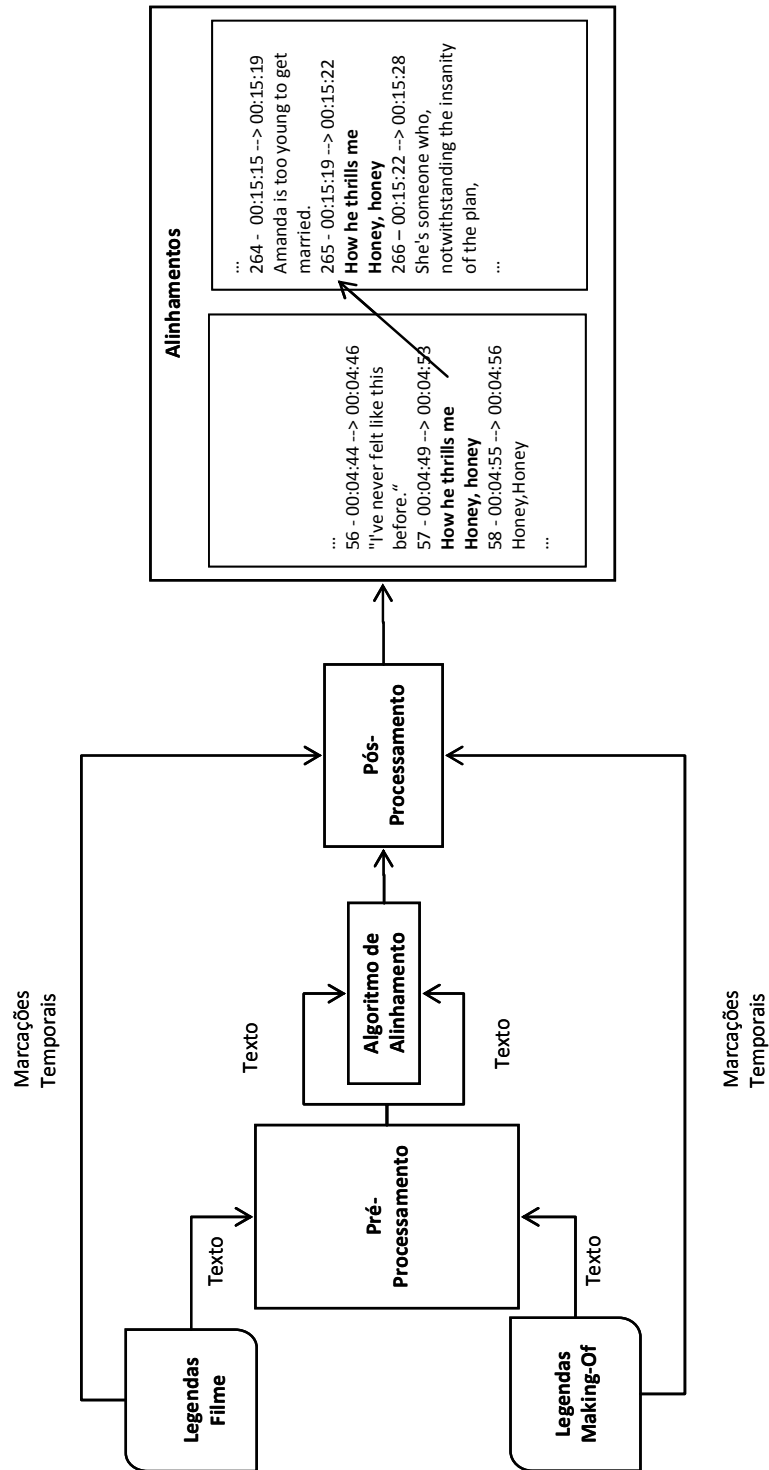 Marcações
Temporais
Legendas
Filme
Texto
Pré-
Processamento
Texto
Algoritmo de
Alinhamento
Pós-
Processamento
Legendas
Making-Of
Texto
Texto
Marcações
Temporais
Alinhamentos
...
56 - 00:04:44 --> 00:04:46
"I've never felt like this
before.“
57 - 00:04:49 --> 00:04:53
How he thrills me
Honey, honey
58 - 00:04:55 --> 00:04:56
Honey,Honey
...
...
264 - 00:15:15 --> 00:15:19
Amanda is too young to get
married.
265 - 00:15:19 --> 00:15:22
How he thrills me
Honey, honey
266 – 00:15:22 --> 00:15:28
She's someone who,
notwithstanding the insanity
of the plan,
...